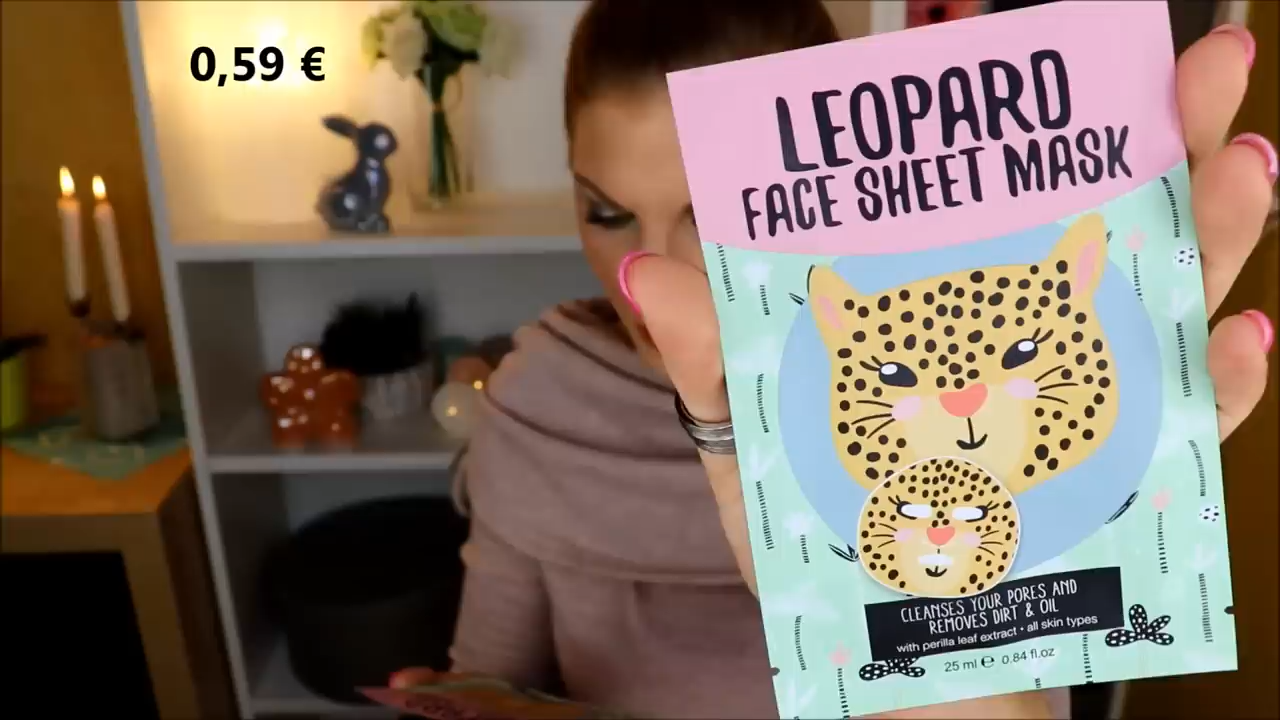 0,59 €
LEOPARD
FACE SHEET MASK
CLEANSES YOUR PORES AND
REMOVES DIRT & OIL
with perilla leaf extract • all skin types
25 ml ℮ 0.84 fl.oz